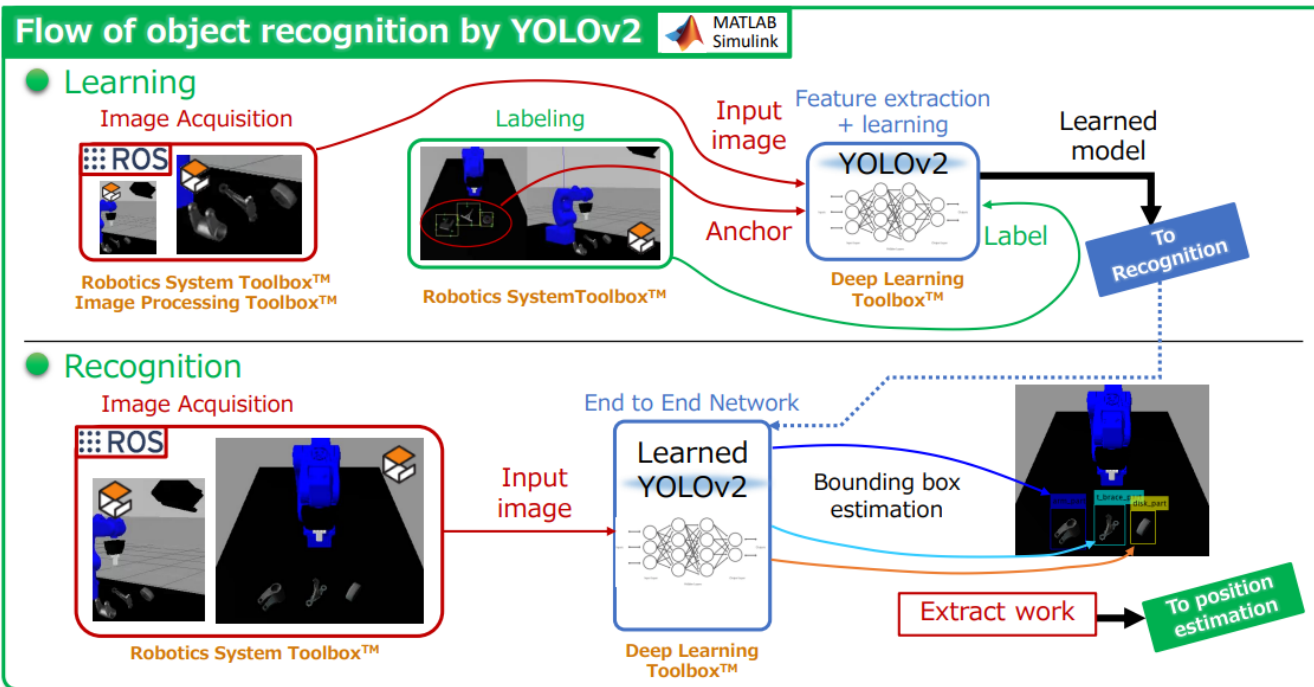 Flow of object recognition by YOLOv2
MATLAB
Simulink
Learning
Image Acquisition
ROS
Robotics System Toolbox™
Image Processing Toolbox™
Labeling
Robotics SystemToolbox™
Input
image
Anchor
Feature extraction
+ learning
YOLOv2
Deep Learning
Toolbox™
Label
Learned
model
To
Recognition
Recognition
Image Acquisition
ROS
Robotics System Toolbox™
Input
image
End to End Network
Learned
YOLOv2
Deep Learning
Toolbox™
Bounding box
estimation
disk_part
Extract work
To position
estimation